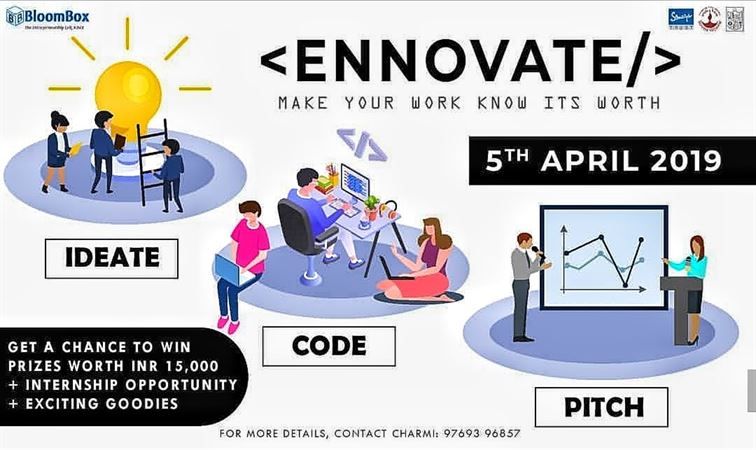 BloomBox
<ENNOVATE/>
MAKE YOUR WORK KNOW ITS WORTH
5TH APRIL 2019
</>
IDEATE
CODE
PITCH
GET A CHANCE TO WIN
PRIZES WORTH INR 15,000
+ INTERNSHIP OPPORTUNITY
+ EXCITING GOODIES
FOR MORE DETAILS, CONTACT CHARMI: 97693 96857